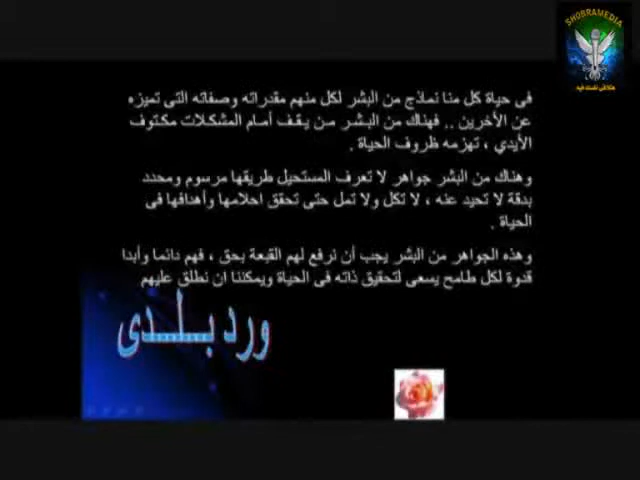 SHOBRAMEDIA
هتلاقى نفسك فيه
فى حياة كل منا نماذج من البشر لكل منهم مقدراته وصفاته التى تميزه
عن الأخرين .. فهناك من البشر من يقف أمام المشكلات مكتوف
الأيدي ، تهزمه ظروف الحياة .
وهناك من البشر جواهر لا تعرف المستحيل طريقها مرسوم ومحدد
بدقة لا تحيد عنه ، لا تكل ولا تمل حتى تحقق احلامها وأهدافها فى
الحياة .
وهذه الجواهر من البشر يجب أن نرفع لهم القبعة بحق ، فهم دائما وأبدا
قدوة لكل طامح يسعى لتحقيق ذاته فى الحياة ويمكننا ان نطلق عليهم
ورد بلدى